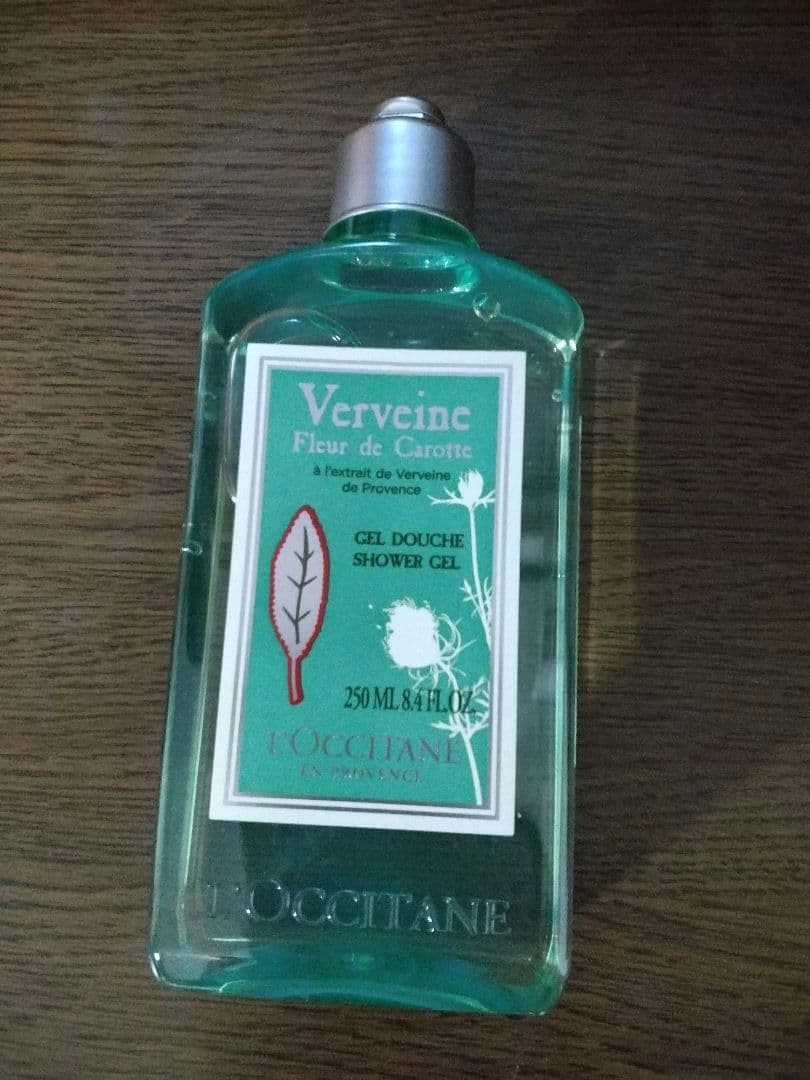 Verveine
Fleur de Carotte
à l'extrait de Verveine
de Provence
GEL DOUCHE
SHOWER GEL
250 ML 8.4 FL.OZ.
L'OCCITANE
EN PROVENCE
L'OCCITANE